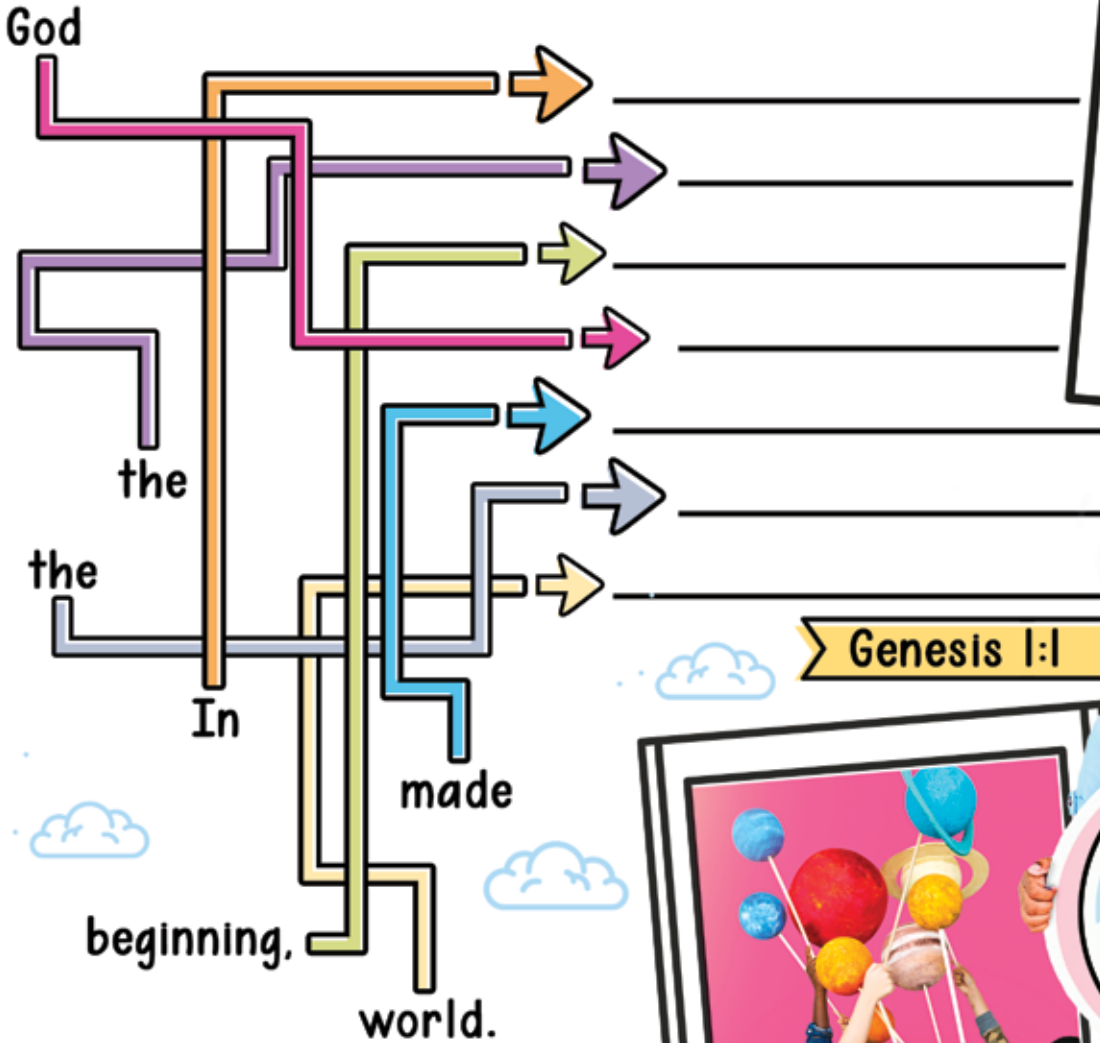 God
the
the
In
Genesis 1:1
made
beginning,
world.